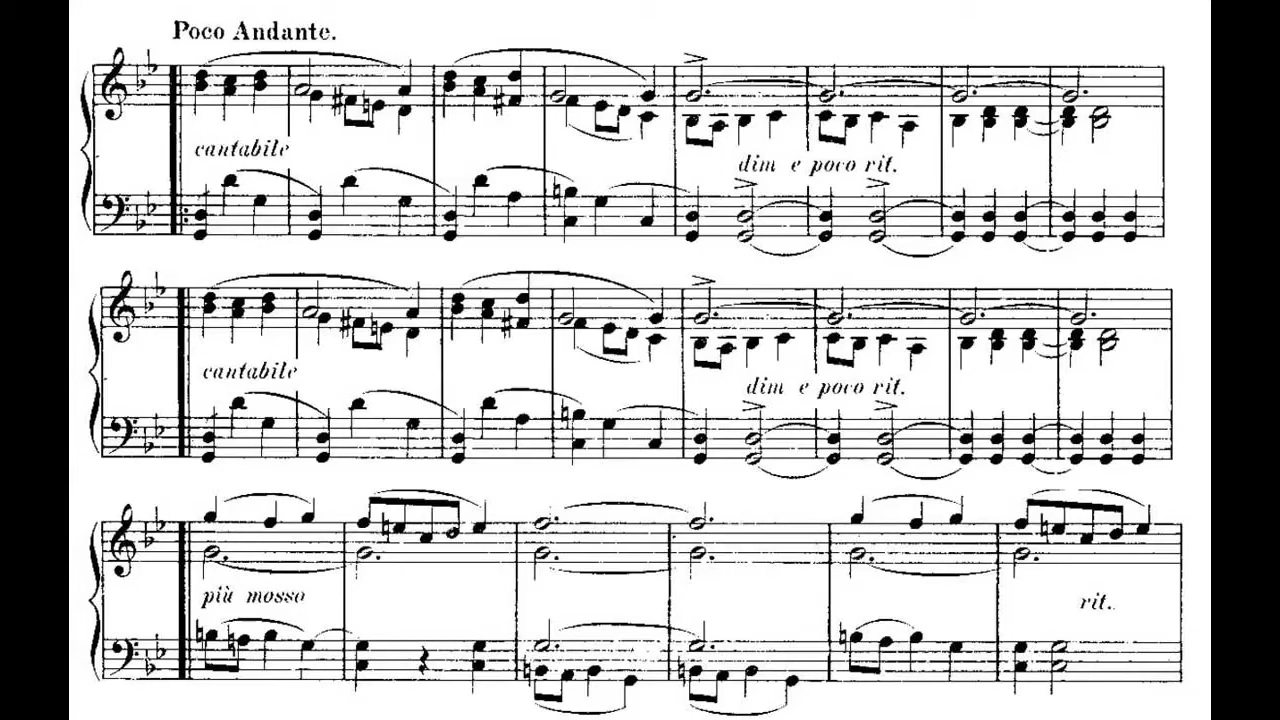 Poco Andante.
cantabile
dim e poco rit.
cantabile
dim e poco rit.
più mosso
rit.